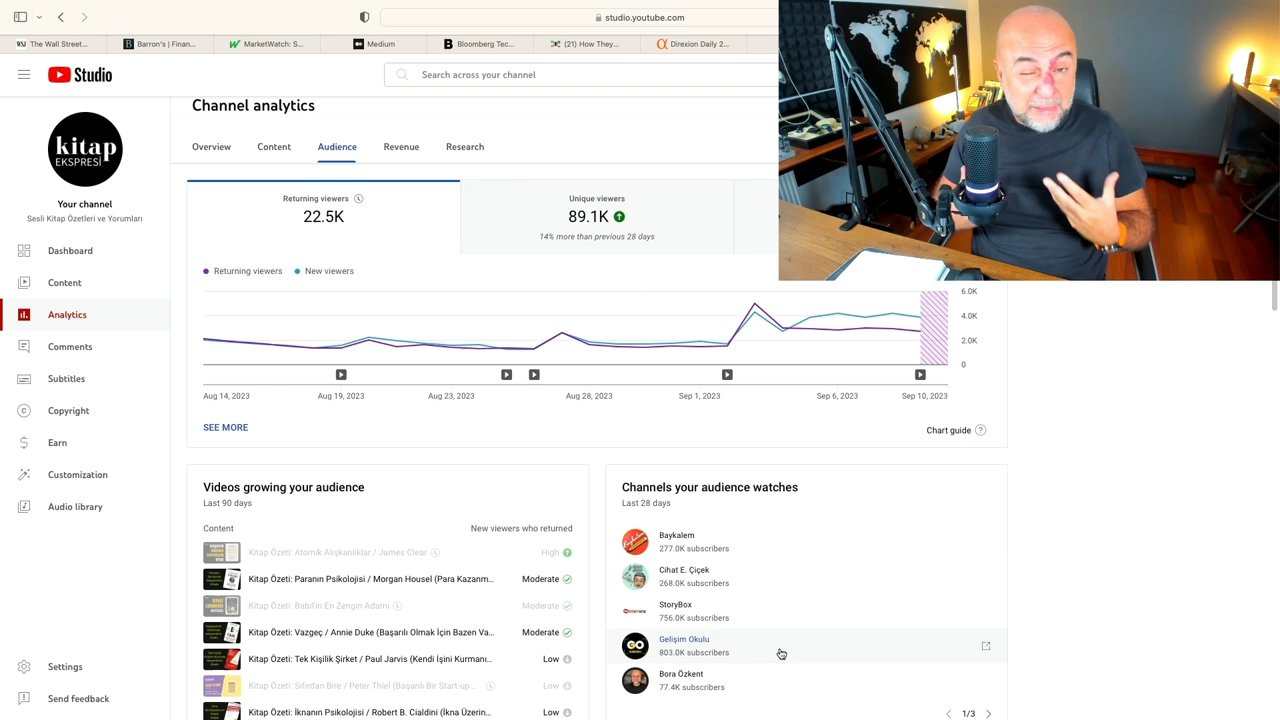 studio.youtube.com
WSJ The Wall Street...
B Barron's | Finan...
MarketWatch: S...
Medium
B Bloomberg Tec...
(21) How They...
α Direxion Daily 2...
Studio
Search across your channel
kitap
EKSPRESİ
Your channel
Sesli Kitap Özetleri ve Yorumları
Dashboard
Content
Analytics
Comments
Subtitles
Copyright
Earn
Customization
Audio library
Settings
Send feedback
Channel analytics
Overview
Content
Audience
Revenue
Research
Returning viewers
22.5K
Unique viewers
89.1K
14% more than previous 28 days
Returning viewers
New viewers
6.0K
4.0K
2.0K
0
Aug 14, 2023
Aug 19, 2023
Aug 23, 2023
Aug 28, 2023
Sep 1, 2023
Sep 6, 2023
Sep 10, 2023
SEE MORE
Chart guide ?
Videos growing your audience
Last 90 days
Content
New viewers who returned
Kitap Özeti: Atomik Alışkanlıklar / James Clear
High
Kitap Özeti: Paranın Psikolojisi / Morgan Housel (Para Kazanm...
Moderate
Kitap Özeti: Babil'in En Zengin Adamı
Moderate
Kitap Özeti: Vazgeç / Annie Duke (Başarılı Olmak İçin Bazen Va...
Moderate
Kitap Özeti: Tek Kişilik Şirket / Paul Jarvis (Kendi İşini Kurmanı...
Low
Kitap Özeti: Sıfırdan Bire / Peter Thiel (Başarılı Bir Start-up ...
Low
Kitap Özeti: İknanın Psikolojisi / Robert B. Cialdini (İkna Üzerin...
Low
Channels your audience watches
Last 28 days
Baykalem
277.0K subscribers
Cihat E. Çiçek
268.0K subscribers
StoryBox
756.0K subscribers
GO
Gelişim Okulu
803.0K subscribers
Bora Özkent
77.4K subscribers
1/3